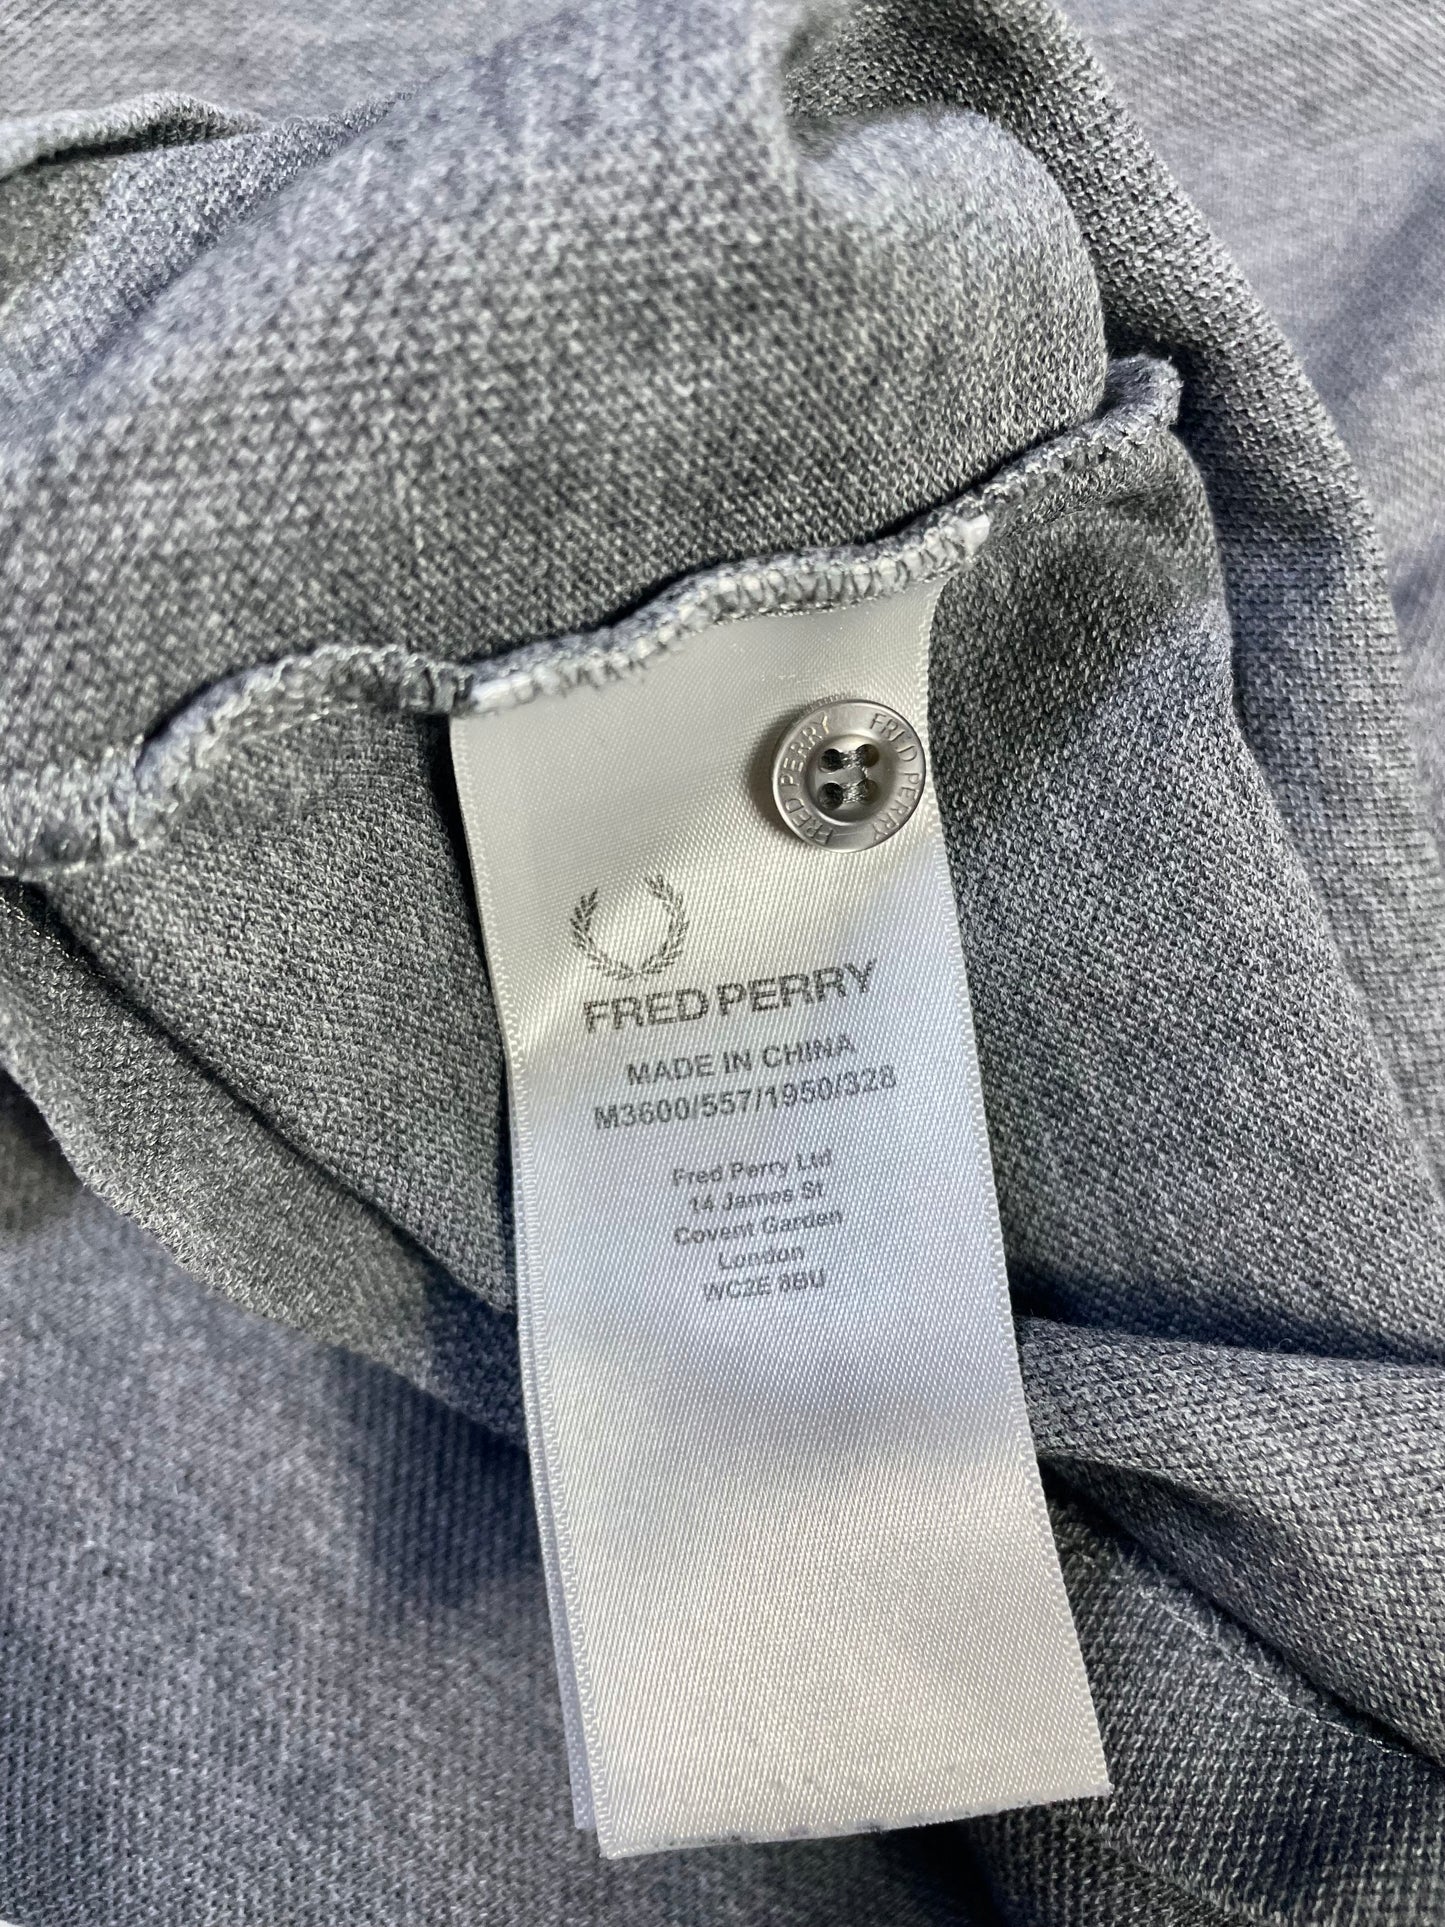 FRED PERRY FRED PERRY
FRED PERRY
MADE IN CHINA
M3600/557/1950/328
Fred Perry Ltd
14 James St
Covent Garden
London
WC2E 8BU